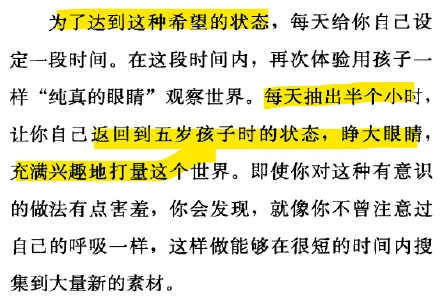 为了达到这种希望的状态，每天给你自己设
定一段时间。在这段时间内，再次体验用孩子一
样“纯真的眼睛”观察世界。每天抽出半个小时，
让你自己返回到五岁孩子时的状态，睁大眼睛，
充满兴趣地打量这个世界。即使你对这种有意识
的做法有点害羞，你会发现，就像你不曾注意过
自己的呼吸一样，这样做能够在很短的时间内搜
集到大量新的素材。